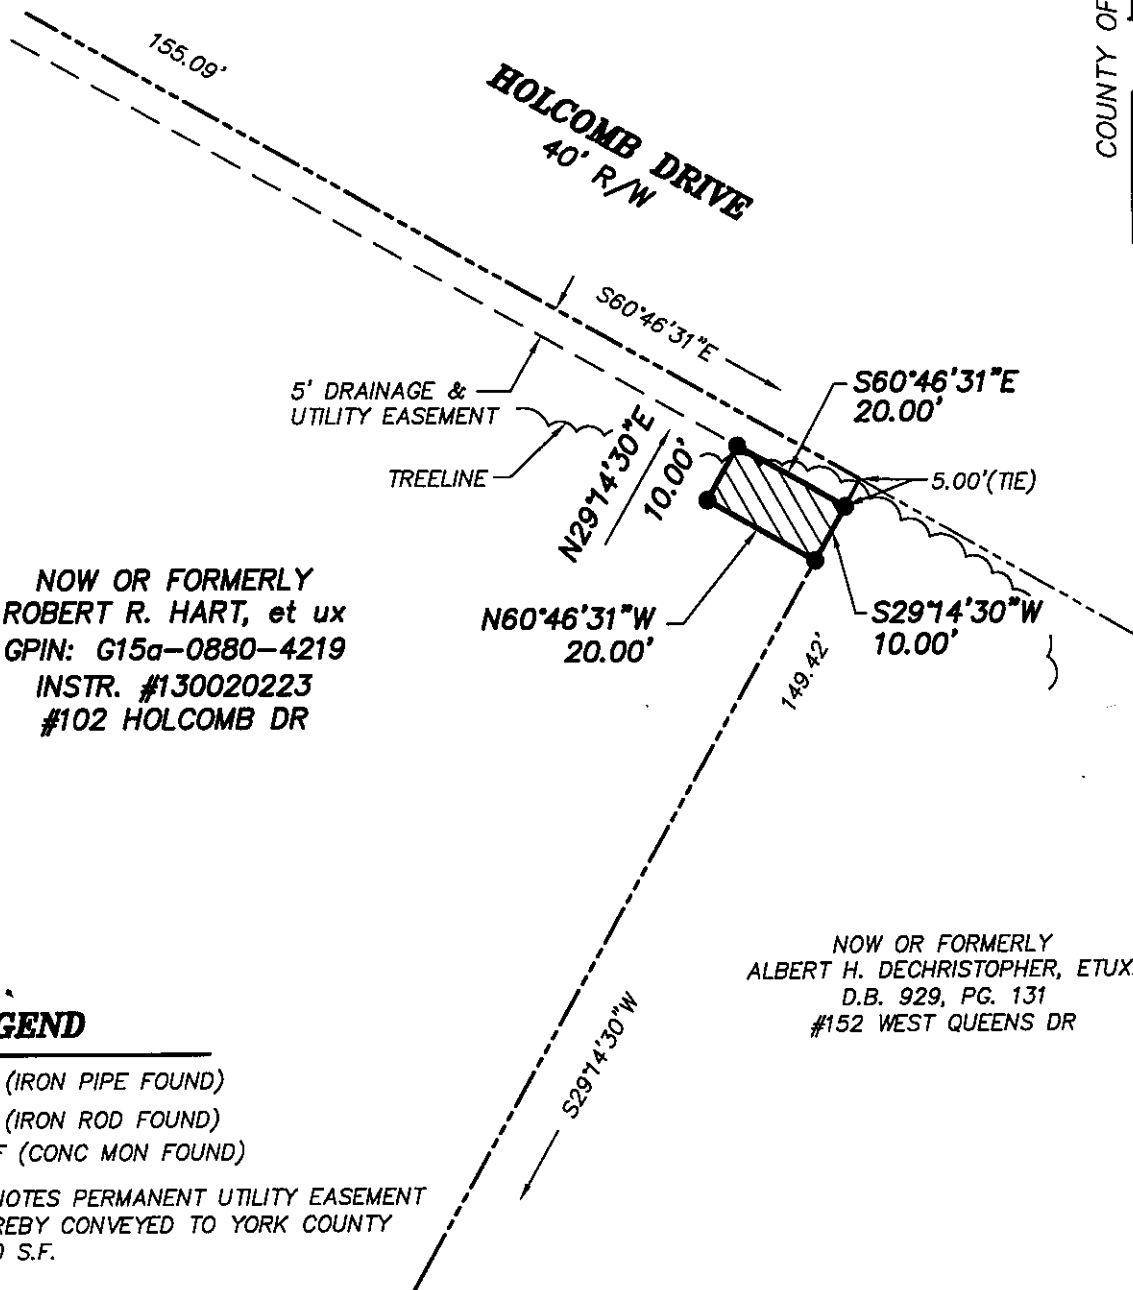 155.09'
HOLCOMB DRIVE
40' R/W
COUNTY OF
S60°46'31"E
5' DRAINAGE &
UTILITY EASEMENT
TREELINE
N29°14'30"E
10.00'
S60°46'31"E
20.00'
5.00'(TIE)
NOW OR FORMERLY
ROBERT R. HART, et ux
GPIN: G15a-0880-4219
INSTR. #130020223
#102 HOLCOMB DR
N60°46'31"W
20.00'
S29°14'30"W
10.00'
149.42'
S29°14'30"W
NOW OR FORMERLY
ALBERT H. DECHRISTOPHER, ETUX
D.B. 929, PG. 131
#152 WEST QUEENS DR
GEND
(IRON PIPE FOUND)
(IRON ROD FOUND)
F (CONC MON FOUND)
NOTES PERMANENT UTILITY EASEMENT
REBY CONVEYED TO YORK COUNTY
S.F.